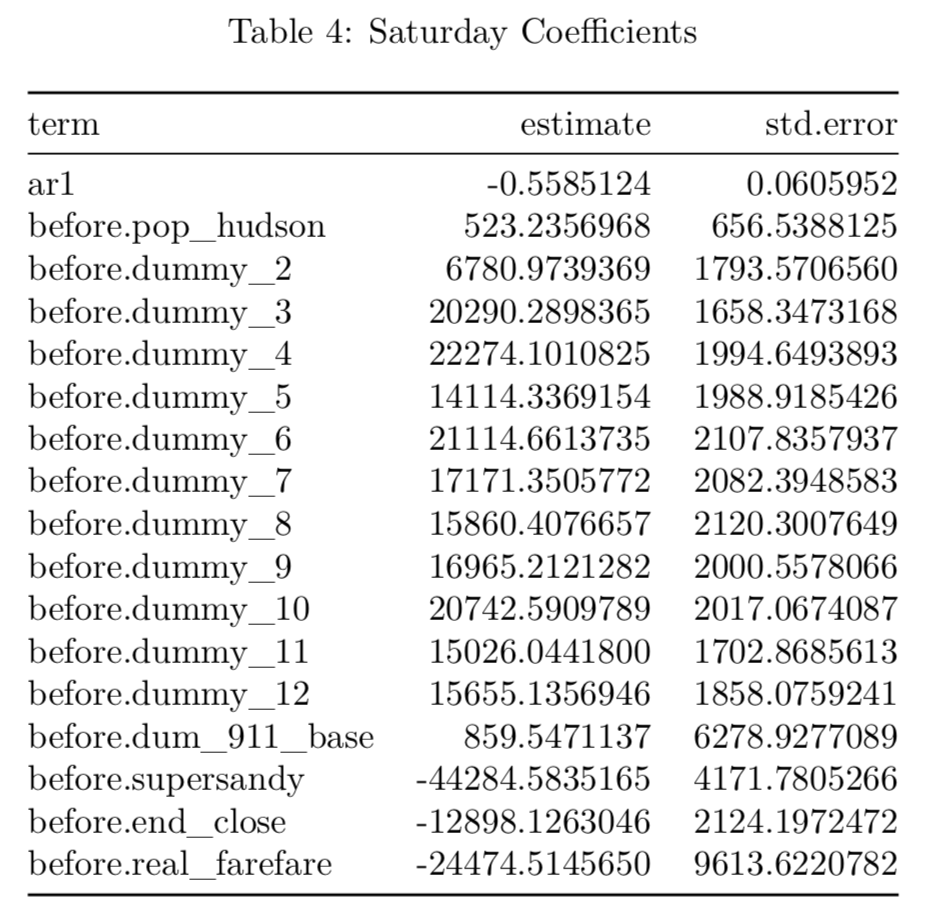 Table 4: Saturday Coefficients
term estimate std.error
ar1 -0.5585124 0.0605952
before.pop_hudson 523.2356968 656.5388125
before.dummy_2 6780.9739369 1793.5706560
before.dummy_3 20290.2898365 1658.3473168
before.dummy_4 22274.1010825 1994.6493893
before.dummy_5 14114.3369154 1988.9185426
before.dummy_6 21114.6613735 2107.8357937
before.dummy_7 17171.3505772 2082.3948583
before.dummy_8 15860.4076657 2120.3007649
before.dummy_9 16965.2121282 2000.5578066
before.dummy_10 20742.5909789 2017.0674087
before.dummy_11 15026.0441800 1702.8685613
before.dummy_12 15655.1356946 1858.0759241
before.dum_911_base 859.5471137 6278.9277089
before.supersandy -44284.5835165 4171.7805266
before.end_close -12898.1263046 2124.1972472
before.real_farefare -24474.5145650 9613.6220782